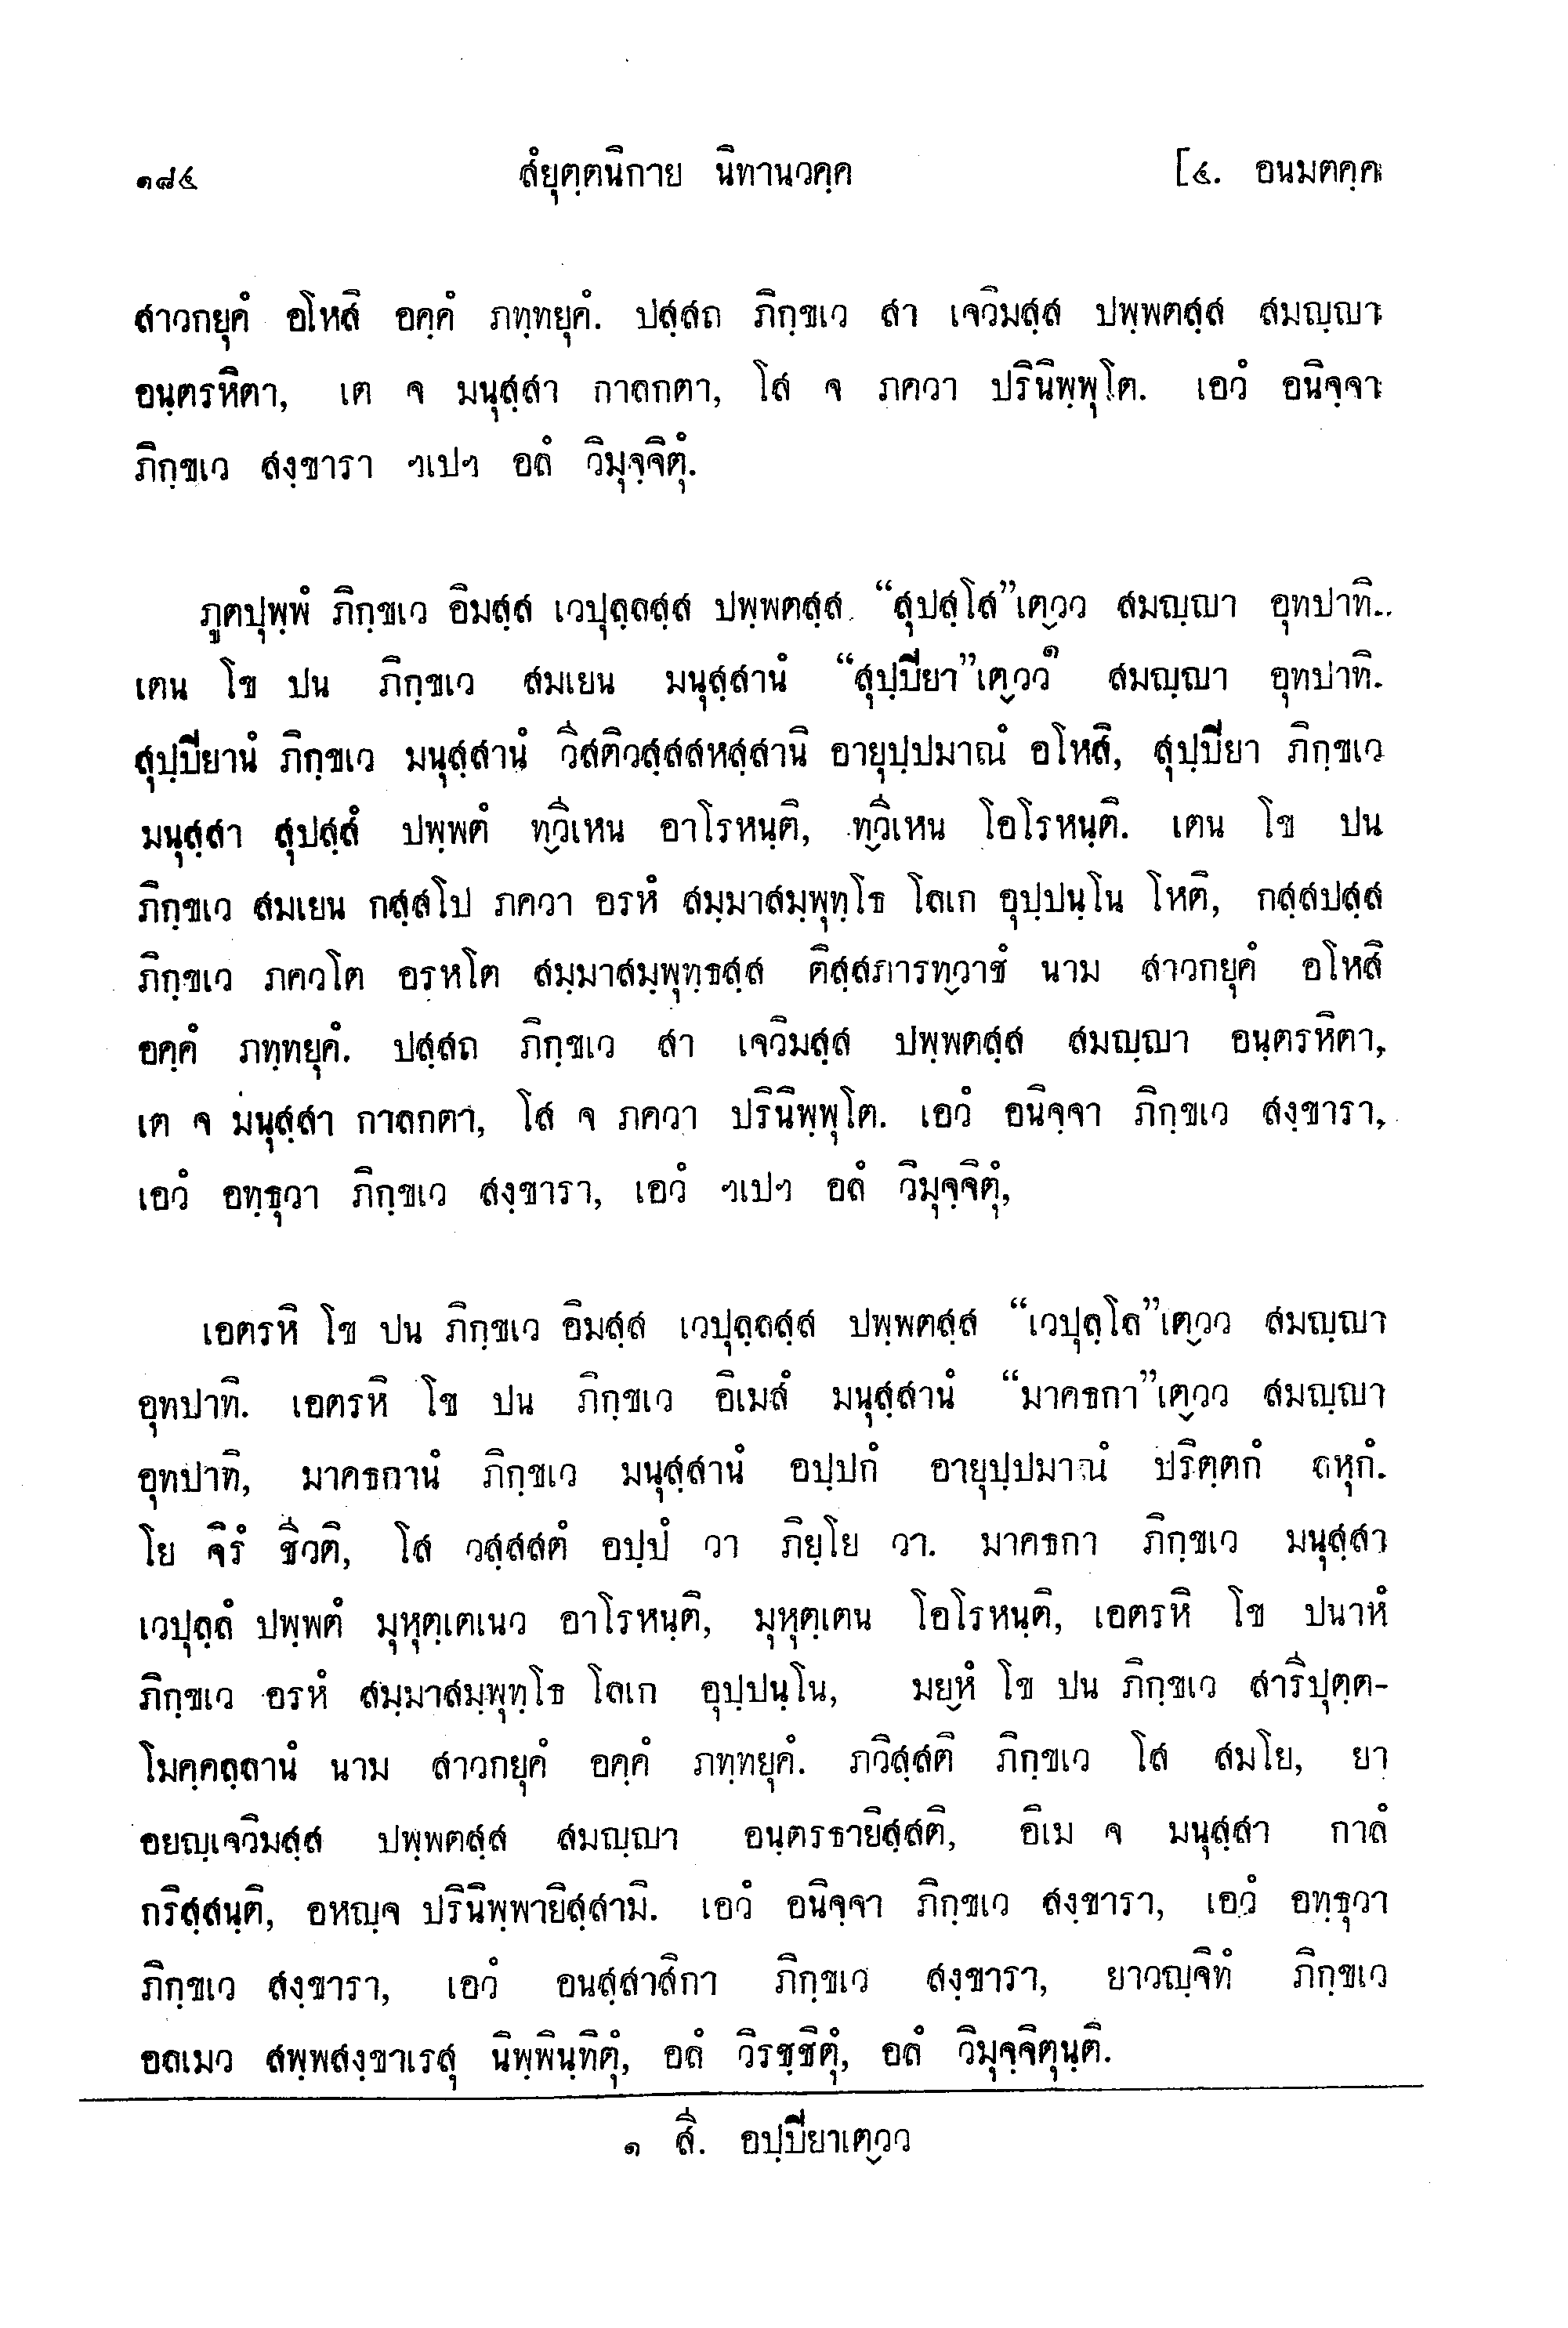 ๑๘๔ สํยุตฺตนิกาย นิทานวคฺค [๔. อนมตคฺค
สาวกยุคํ อโหสิ อคฺคํ ภทฺทยุคํ. ปสฺสถ ภิกฺขเว สา เจวิมสฺส ปพฺพตสฺส สมญฺญา
อนฺตรหิตา, เต จ มนุสฺสา กาลกตา, โส จ ภควา ปรินิพฺพุโต. เอวํ อนิจฺจา
ภิกฺขเว สงฺขารา ฯเปฯ อลํ วิมุจฺจิตุํ.
ภูตปุพฺพํ ภิกฺขเว อิมสฺส เวปุลฺลสฺส ปพฺพตสฺส “สุปสฺโส”เตฺวว สมญฺญา อุทปาทิ.
เตน โข ปน ภิกฺขเว สมเยน มนุสฺสานํ “สุปฺปียา”เตฺวว๑ สมญฺญา อุทปาทิ.
สุปฺปียานํ ภิกฺขเว มนุสฺสานํ วีสติวสฺสสหสฺสานิ อายุปฺปมาณํ อโหสิ, สุปฺปียา ภิกฺขเว
มนุสฺสา สุปสฺสํ ปพฺพตํ ทฺวีเหน อาโรหนฺติ, ทฺวีเหน โอโรหนฺติ. เตน โข ปน
ภิกฺขเว สมเยน กสฺสโป ภควา อรหํ สมฺมาสมฺพุทฺโธ โลเก อุปฺปนฺโน โหติ, กสฺสปสฺส
ภิกฺขเว ภควโต อรหโต สมฺมาสมฺพุทฺธสฺส ติสฺสภารทฺวาชํ นาม สาวกยุคํ อโหสิ
อคฺคํ ภทฺทยุคํ. ปสฺสถ ภิกฺขเว สา เจวิมสฺส ปพฺพตสฺส สมญฺญา อนฺตรหิตา,
เต จ มนุสฺสา กาลกตา, โส จ ภควา ปรินิพฺพุโต. เอวํ อนิจฺจา ภิกฺขเว สงฺขารา,
เอวํ อทฺธุวา ภิกฺขเว สงฺขารา, เอวํ ฯเปฯ อลํ วิมุจฺจิตุํ,
เอตรหิ โข ปน ภิกฺขเว อิมสฺส เวปุลฺลสฺส ปพฺพตสฺส “เวปุลฺโล”เตฺวว สมญฺญา
อุทปาทิ. เอตรหิ โข ปน ภิกฺขเว อิเมสํ มนุสฺสานํ “มาคธกา”เตฺวว สมญฺญา
อุทปาทิ, มาคธกานํ ภิกฺขเว มนุสฺสานํ อปฺปกํ อายุปฺปมาณํ ปริตฺตกํ ลหุกํ.
โย จิรํ ชีวติ, โส วสฺสสตํ อปฺปํ วา ภิยฺโย วา. มาคธกา ภิกฺขเว มนุสฺสา
เวปุลฺลํ ปพฺพตํ มุหุตฺเตเนว อาโรหนฺติ, มุหุตฺเตน โอโรหนฺติ, เอตรหิ โข ปนาหํ
ภิกฺขเว อรหํ สมฺมาสมฺพุทฺโธ โลเก อุปฺปนฺโน, มยฺหํ โข ปน ภิกฺขเว สารีปุตฺต-
โมคฺคลฺลานํ นาม สาวกยุคํ อคฺคํ ภทฺทยุคํ. ภวิสฺสติ ภิกฺขเว โส สมโย, ยา
อยญฺเจวิมสฺส ปพฺพตสฺส สมญฺญา อนฺตรธายิสฺสติ, อิเม จ มนุสฺสา กาลํ
กริสฺสนฺติ, อหญฺจ ปรินิพฺพายิสฺสามิ. เอวํ อนิจฺจา ภิกฺขเว สงฺขารา, เอวํ อทฺธุวา
ภิกฺขเว สงฺขารา, เอวํ อนสฺสาสิกา ภิกฺขเว สงฺขารา, ยาวญฺจิทํ ภิกฺขเว
อลเมว สพฺพสงฺขาเรสุ นิพฺพินฺทิตุํ, อลํ วิรชฺชิตุํ, อลํ วิมุจฺจิตุนฺติ.
๑ สี. อปฺปียาเตฺวว